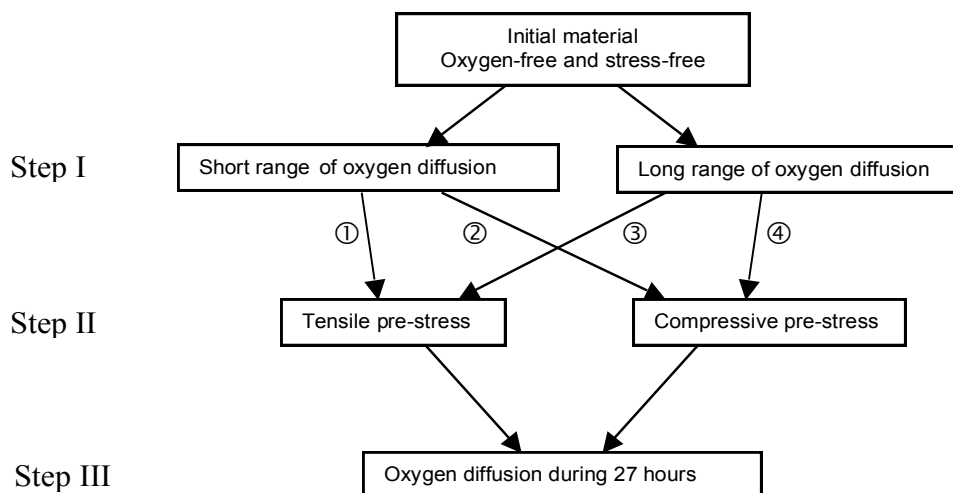 Initial material
Oxygen-free and stress-free
Step I
Short range of oxygen diffusion
Long range of oxygen diffusion
① ② ③ ④
Step II
Tensile pre-stress
Compressive pre-stress
Step III
Oxygen diffusion during 27 hours